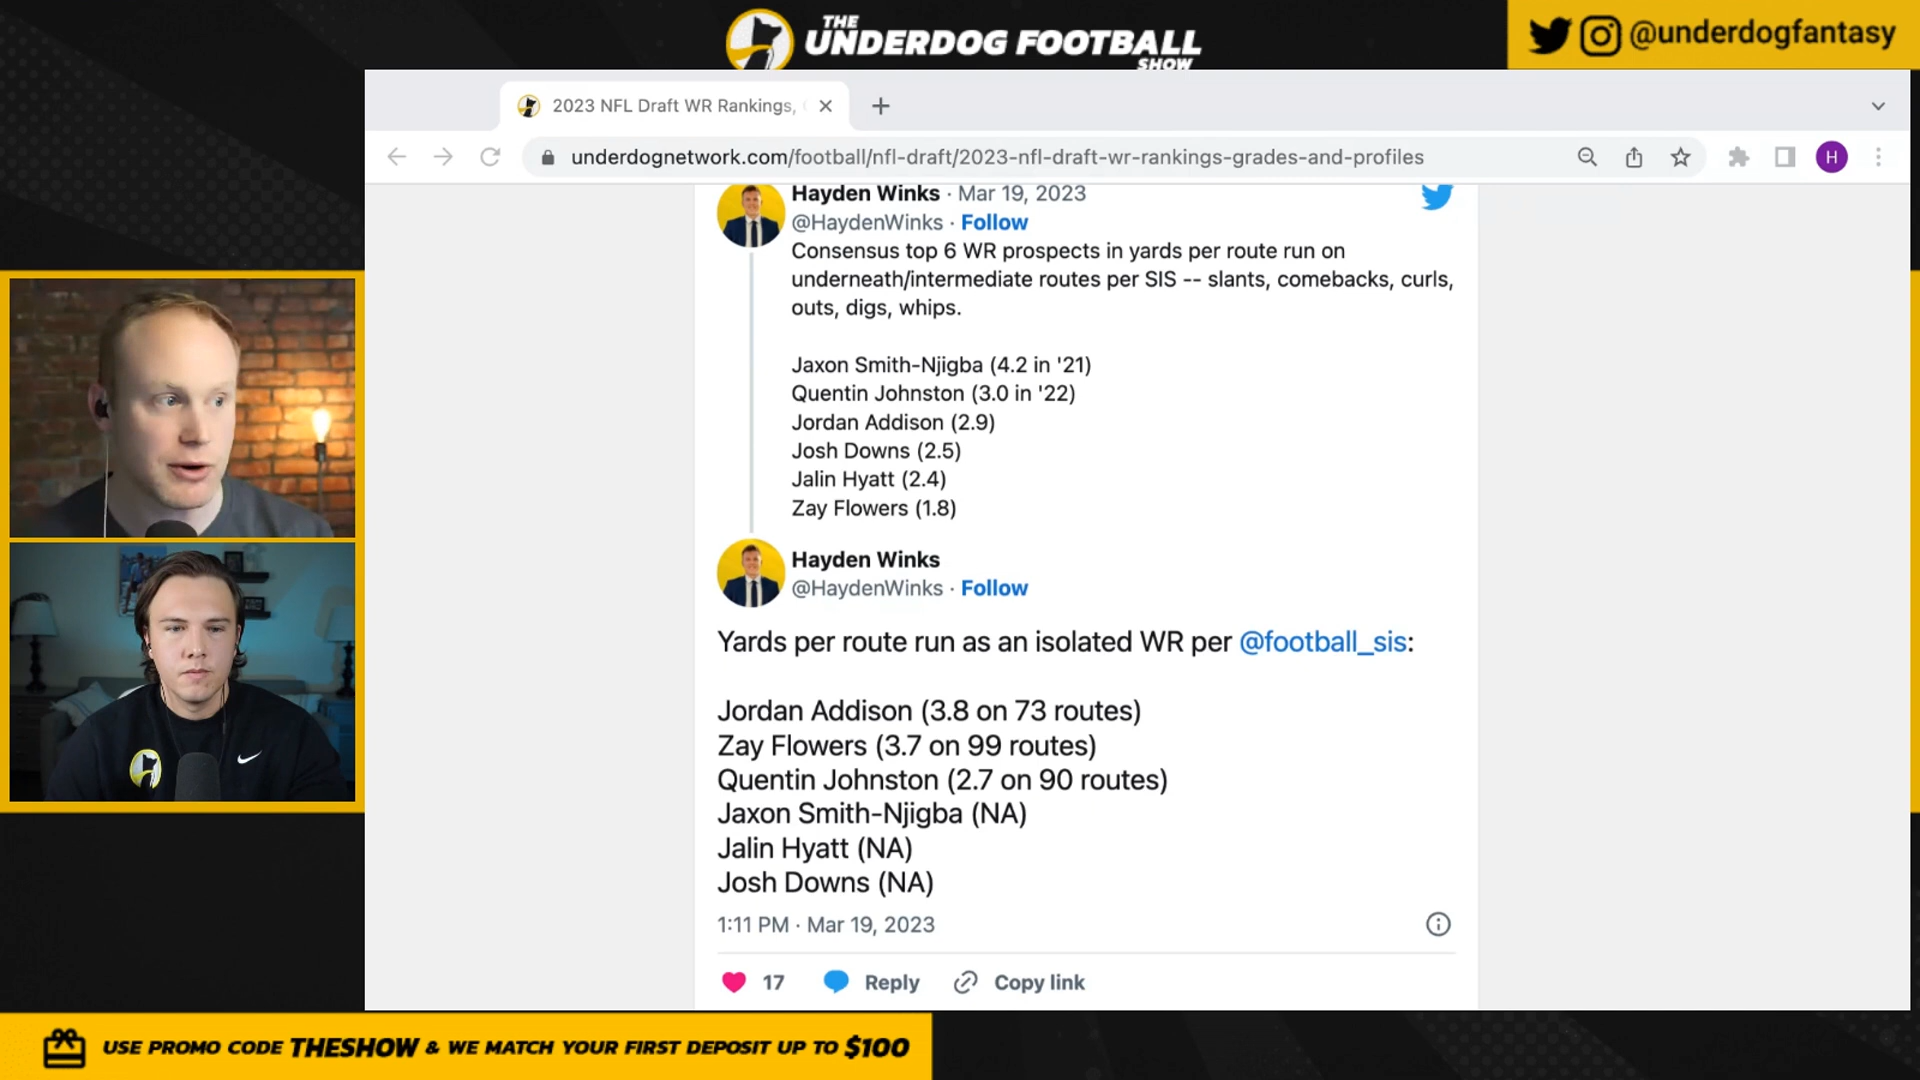 THE
UNDERDOG FOOTBALL
SHOW
@underdogfantasy
2023 NFL Draft WR Rankings,
underdognetwork.com/football/nfl-draft/2023-nfl-draft-wr-rankings-grades-and-profiles
H
Hayden Winks · Mar 19, 2023
@HaydenWinks · Follow
Consensus top 6 WR prospects in yards per route run on
underneath/intermediate routes per SIS -- slants, comebacks, curls,
outs, digs, whips.
Jaxon Smith-Njigba (4.2 in '21)
Quentin Johnston (3.0 in '22)
Jordan Addison (2.9)
Josh Downs (2.5)
Jalin Hyatt (2.4)
Zay Flowers (1.8)
Hayden Winks
@HaydenWinks · Follow
Yards per route run as an isolated WR per @football_sis:
Jordan Addison (3.8 on 73 routes)
Zay Flowers (3.7 on 99 routes)
Quentin Johnston (2.7 on 90 routes)
Jaxon Smith-Njigba (NA)
Jalin Hyatt (NA)
Josh Downs (NA)
1:11 PM · Mar 19, 2023
17 Reply Copy link
USE PROMO CODE THESHOW & WE MATCH YOUR FIRST DEPOSIT UP TO $100